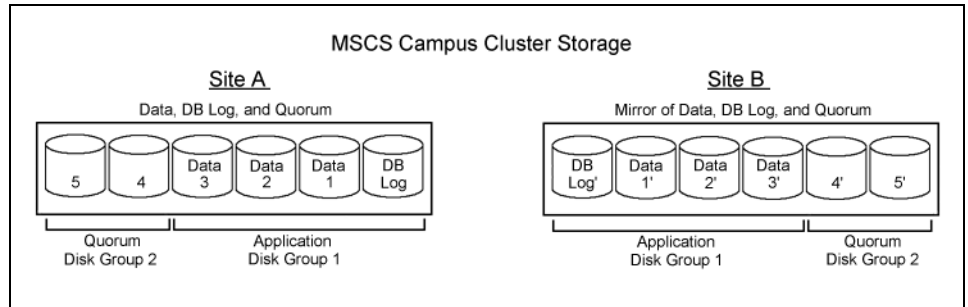 MSCS Campus Cluster Storage
Site A
Data, DB Log, and Quorum
5
4
Data
3
Data
2
Data
1
DB
Log
Quorum
Disk Group 2
Application
Disk Group 1
Site B
Mirror of Data, DB Log, and Quorum
DB
Log'
Data
1'
Data
2'
Data
3'
4'
5'
Application
Disk Group 1
Quorum
Disk Group 2